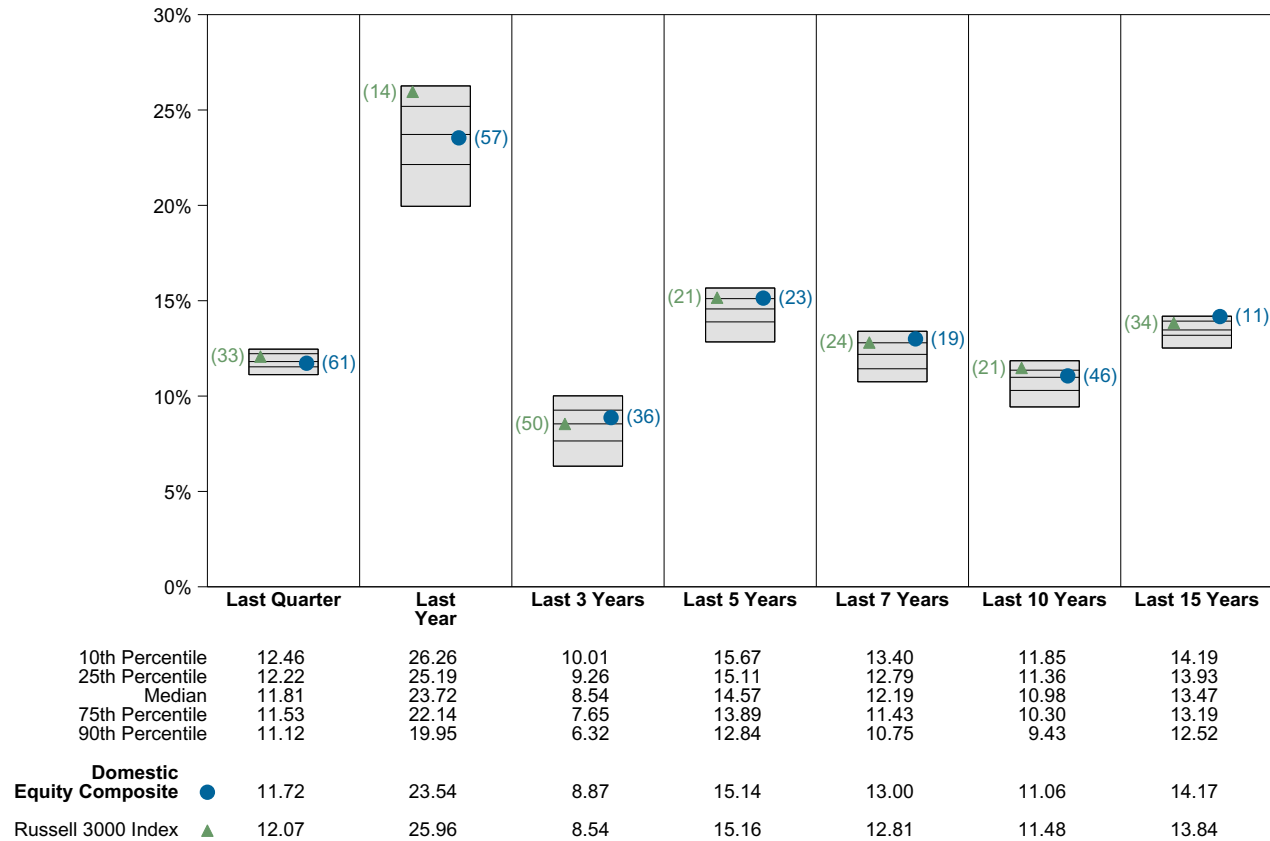 30%
25%
20%
15%
10%
5%
0%
(33)
(61)
(14)
(57)
(50)
(36)
(21)
(23)
(24)
(19)
(21)
(46)
(34)
(11)
Last Quarter
Last
Year
Last 3 Years
Last 5 Years
Last 7 Years
Last 10 Years
Last 15 Years
10th Percentile 12.46 26.26 10.01 15.67 13.40 11.85 14.19
25th Percentile 12.22 25.19 9.26 15.11 12.79 11.36 13.93
Median 11.81 23.72 8.54 14.57 12.19 10.98 13.47
75th Percentile 11.53 22.14 7.65 13.89 11.43 10.30 13.19
90th Percentile 11.12 19.95 6.32 12.84 10.75 9.43 12.52
Domestic
Equity Composite 11.72 23.54 8.87 15.14 13.00 11.06 14.17
Russell 3000 Index 12.07 25.96 8.54 15.16 12.81 11.48 13.84